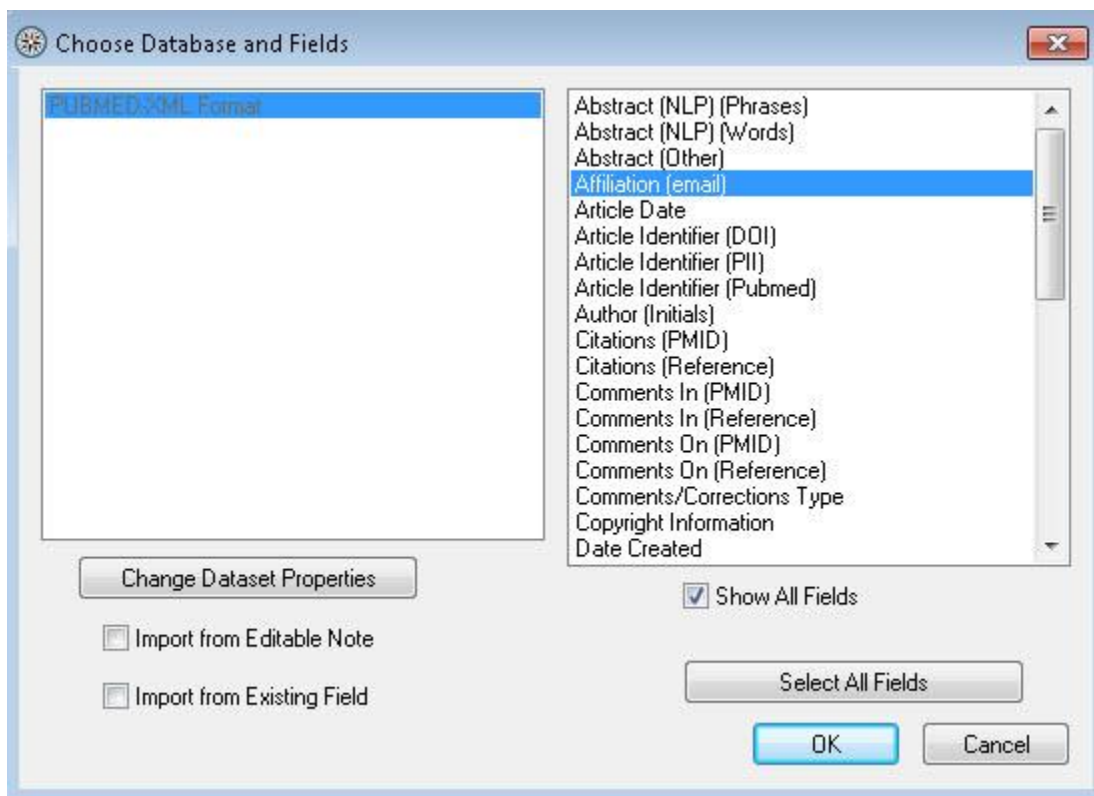 Choose Database and Fields
PUBMED-XML Format
Abstract (NLP) (Phrases)
Abstract (NLP) (Words)
Abstract (Other)
Affiliation (email)
Article Date
Article Identifier (DOI)
Article Identifier (PII)
Article Identifier (Pubmed)
Author (Initials)
Citations (PMID)
Citations (Reference)
Comments In (PMID)
Comments In (Reference)
Comments On (PMID)
Comments On (Reference)
Comments/Corrections Type
Copyright Information
Date Created
Change Dataset Properties
Show All Fields
Import from Editable Note
Import from Existing Field
Select All Fields
OK
Cancel